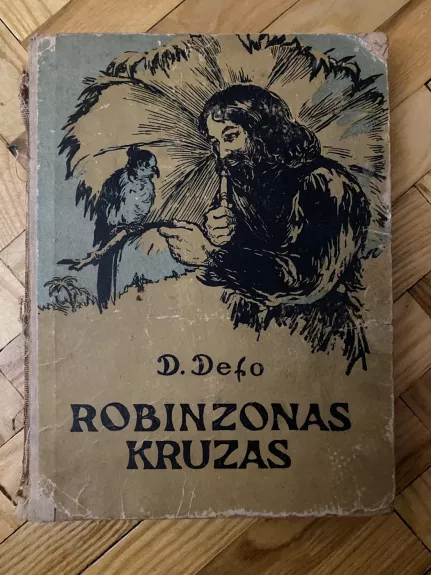 D. Defo
ROBINZONAS
KRUZAS